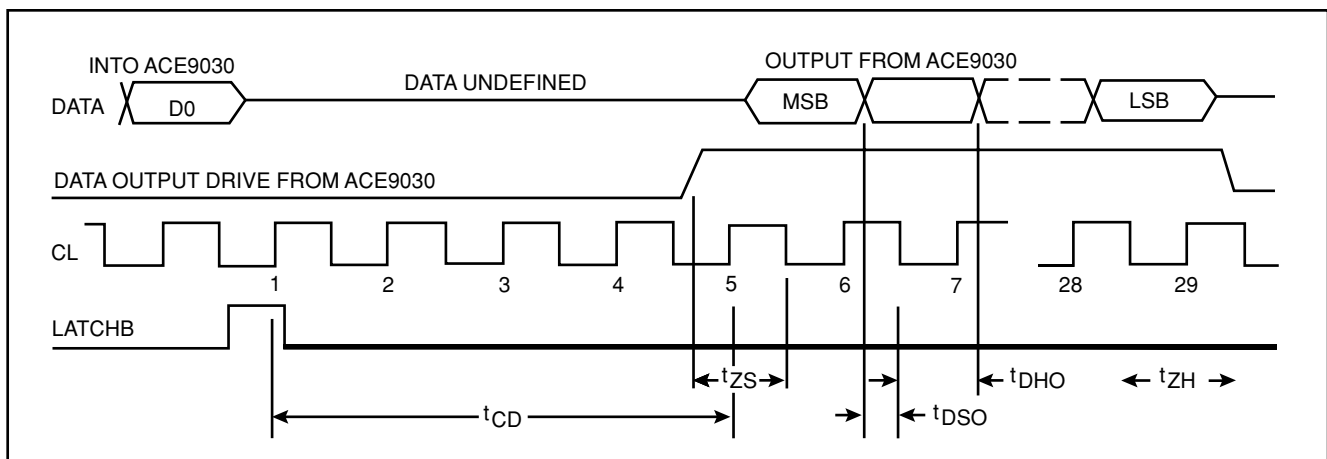 INTO ACE9030
OUTPUT FROM ACE9030
DATA UNDEFINED
DATA
D0
MSB
LSB
DATA OUTPUT DRIVE FROM ACE9030
CL
1 2 3 4 5 6 7 28 29
LATCHB
tZS
tDHO
tZH
tCD
tDSO